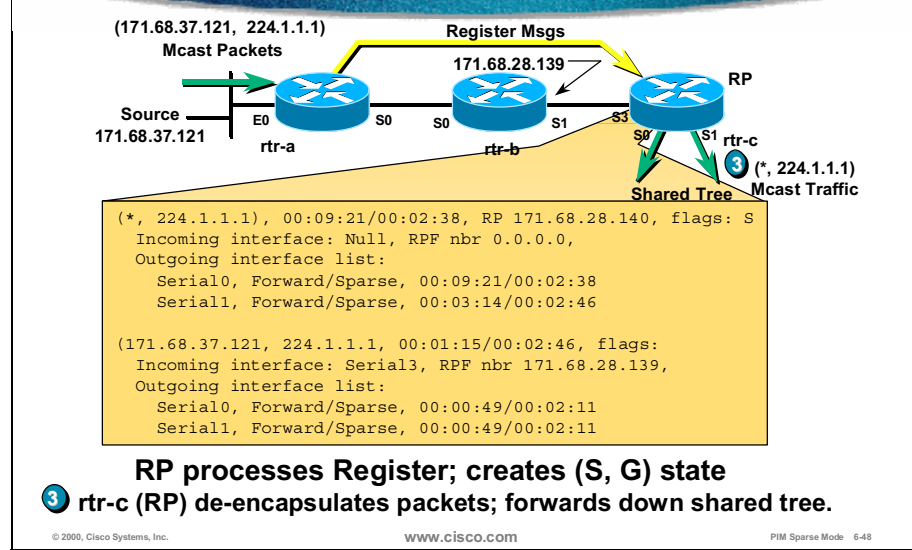 (171.68.37.121, 224.1.1.1)
Mcast Packets
Register Msgs
171.68.28.139
RP
Source
171.68.37.121
E0
S0
S0
S1
S3
S0
S1
rtr-a
rtr-b
rtr-c
3 (*, 224.1.1.1)
Mcast Traffic
Shared Tree
(*, 224.1.1.1), 00:09:21/00:02:38, RP 171.68.28.140, flags: S
Incoming interface: Null, RPF nbr 0.0.0.0,
Outgoing interface list:
Serial0, Forward/Sparse, 00:09:21/00:02:38
Serial1, Forward/Sparse, 00:03:14/00:02:46
(171.68.37.121, 224.1.1.1, 00:01:15/00:02:46, flags:
Incoming interface: Serial3, RPF nbr 171.68.28.139,
Outgoing interface list:
Serial0, Forward/Sparse, 00:00:49/00:02:11
Serial1, Forward/Sparse, 00:00:49/00:02:11
RP processes Register; creates (S, G) state
3 rtr-c (RP) de-encapsulates packets; forwards down shared tree.
© 2000, Cisco Systems, Inc.
www.cisco.com
PIM Sparse Mode 6-48